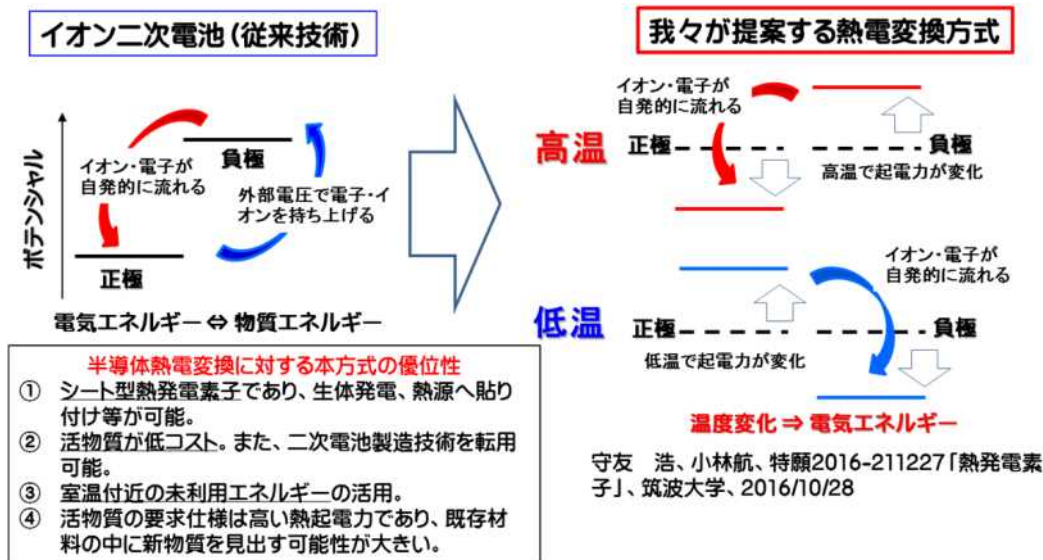 イオン二次電池（従来技術）
ポテンシャル
イオン・電子が
自発的に流れる
負極
外部電圧で電子・イ
オンを持ち上げる
正極
電気エネルギー ⇔ 物質エネルギー
半導体熱電変換に対する本方式の優位性
① シート型熱発電素子であり、生体発電、熱源へ貼り
付け等が可能。
② 活物質が低コスト。また、二次電池製造技術を転用
可能。
③ 室温付近の未利用エネルギーの活用。
④ 活物質の要求仕様は高い熱起電力であり、既存材
料の中に新物質を見出す可能性が大きい。
我々が提案する熱電変換方式
イオン・電子が
自発的に流れる
高温
正極
負極
高温で起電力が変化
イオン・電子が
自発的に流れる
低温
正極
負極
低温で起電力が変化
温度変化 ⇒ 電気エネルギー
守友 浩、小林航、特願2016-211227「熱発電素
子」、筑波大学、2016/10/28